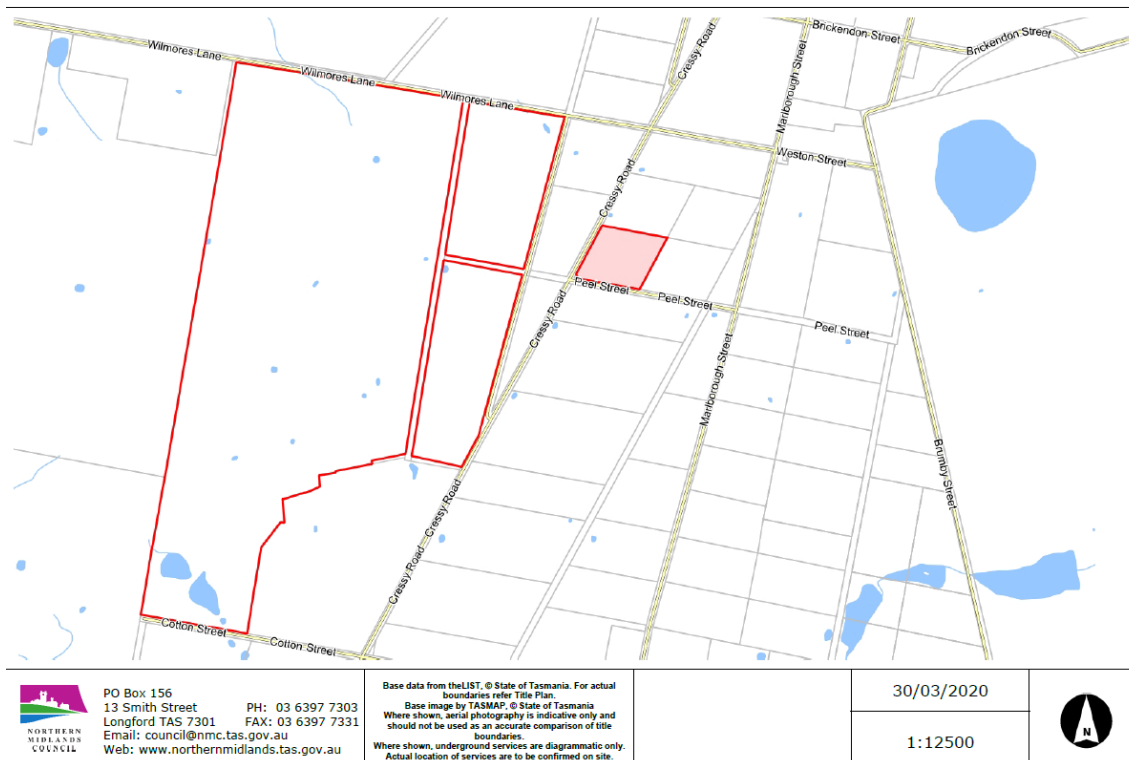 Brickendon Street
Brickendon Street
Cressy Road
Marlborough Street
Wilmores Lane
Wilmores Lane
Wilmores Lane
Weston Street
Cressy Road
Peel Street
Peel Street
Peel Street
Cressy Road
Marlborough Street
Brumby Street
Cressy Road
Cressy Road
Cotton Street
Cotton Street
NORTHERN
MIDLANDS
COUNCIL
PO Box 156
13 Smith Street PH: 03 6397 7303
Longford TAS 7301 FAX: 03 6397 7331
Email: council@nmc.tas.gov.au
Web: www.northernmidlands.tas.gov.au
Base data from theLIST, © State of Tasmania. For actual
boundaries refer Title Plan.
Base image by TASMAP, © State of Tasmania
Where shown, aerial photography is indicative only and
should not be used as an accurate comparison of title
boundaries.
Where shown, underground services are diagrammatic only.
Actual location of services are to be confirmed on site.
30/03/2020
1:12500
N